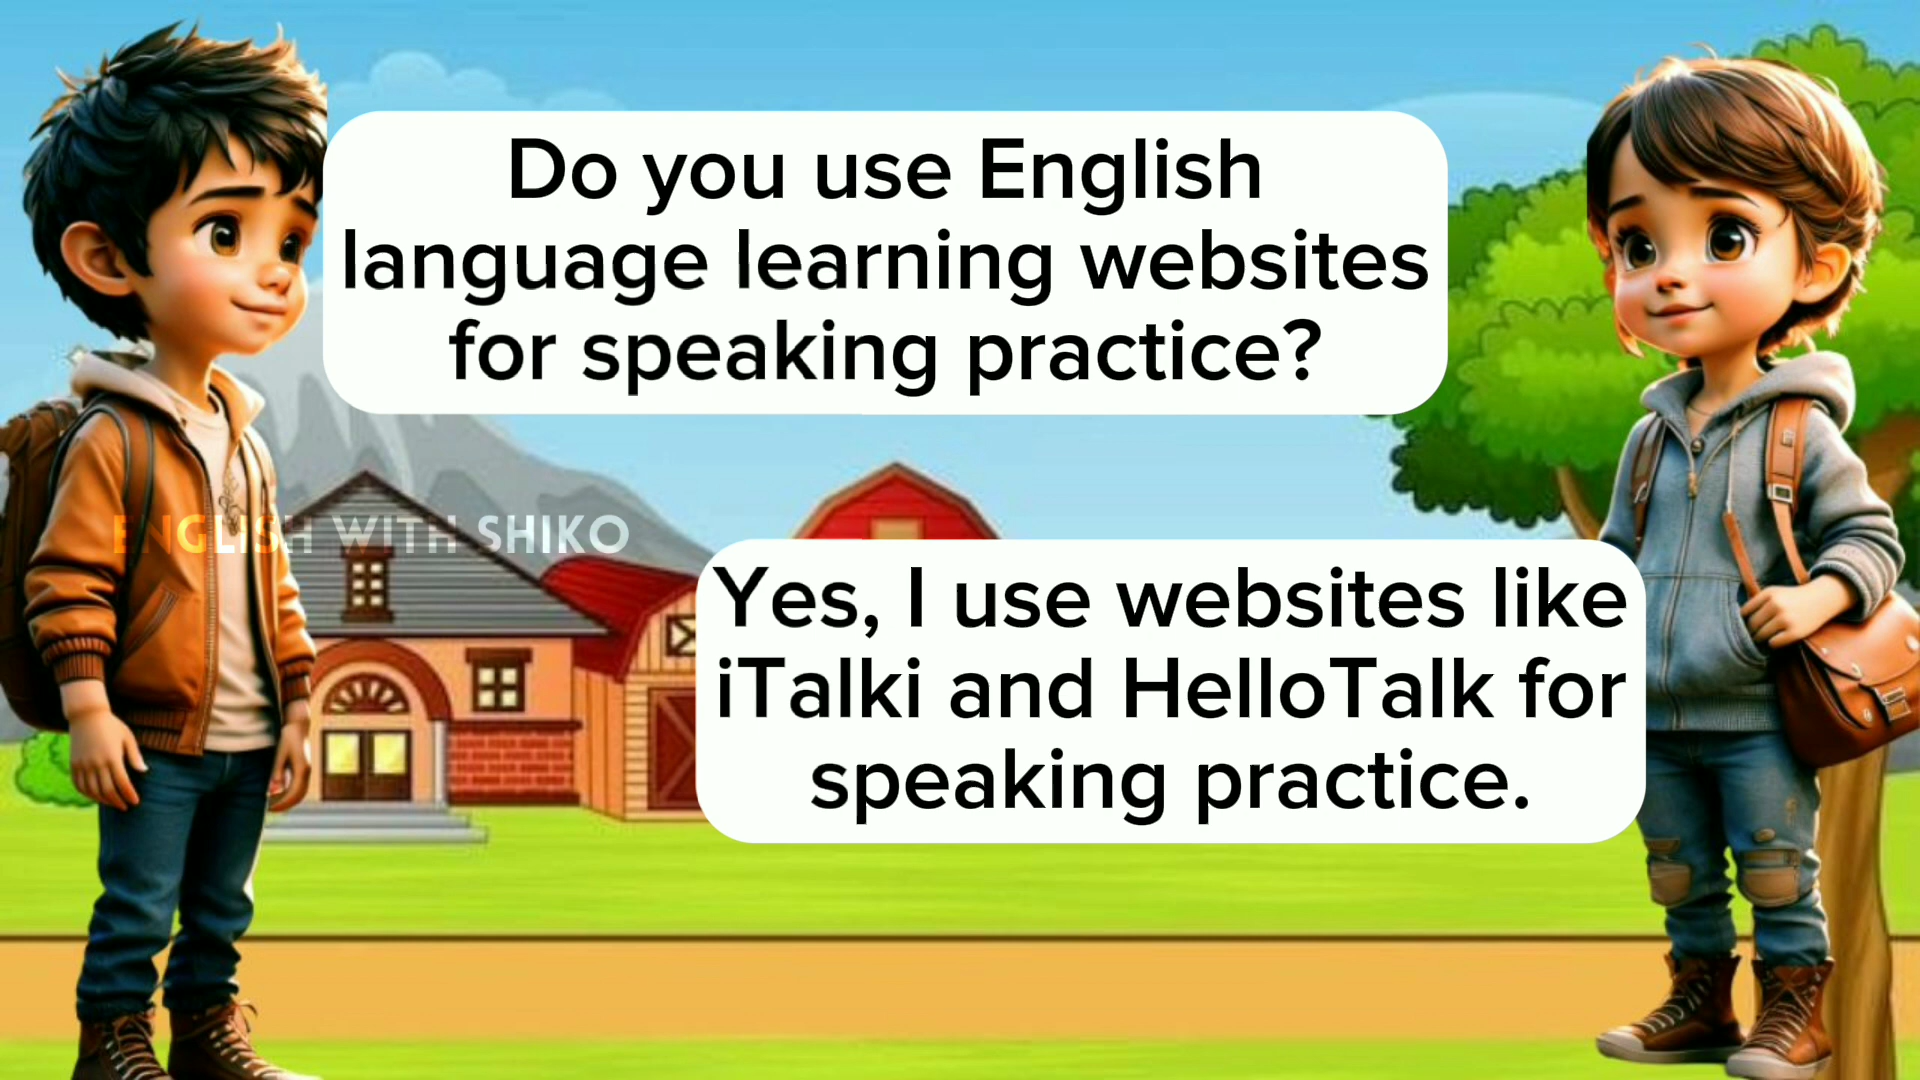 Do you use English
language learning websites
for speaking practice?
ENGLISH WITH SHIKO
Yes, I use websites like
iTalki and HelloTalk for
speaking practice.